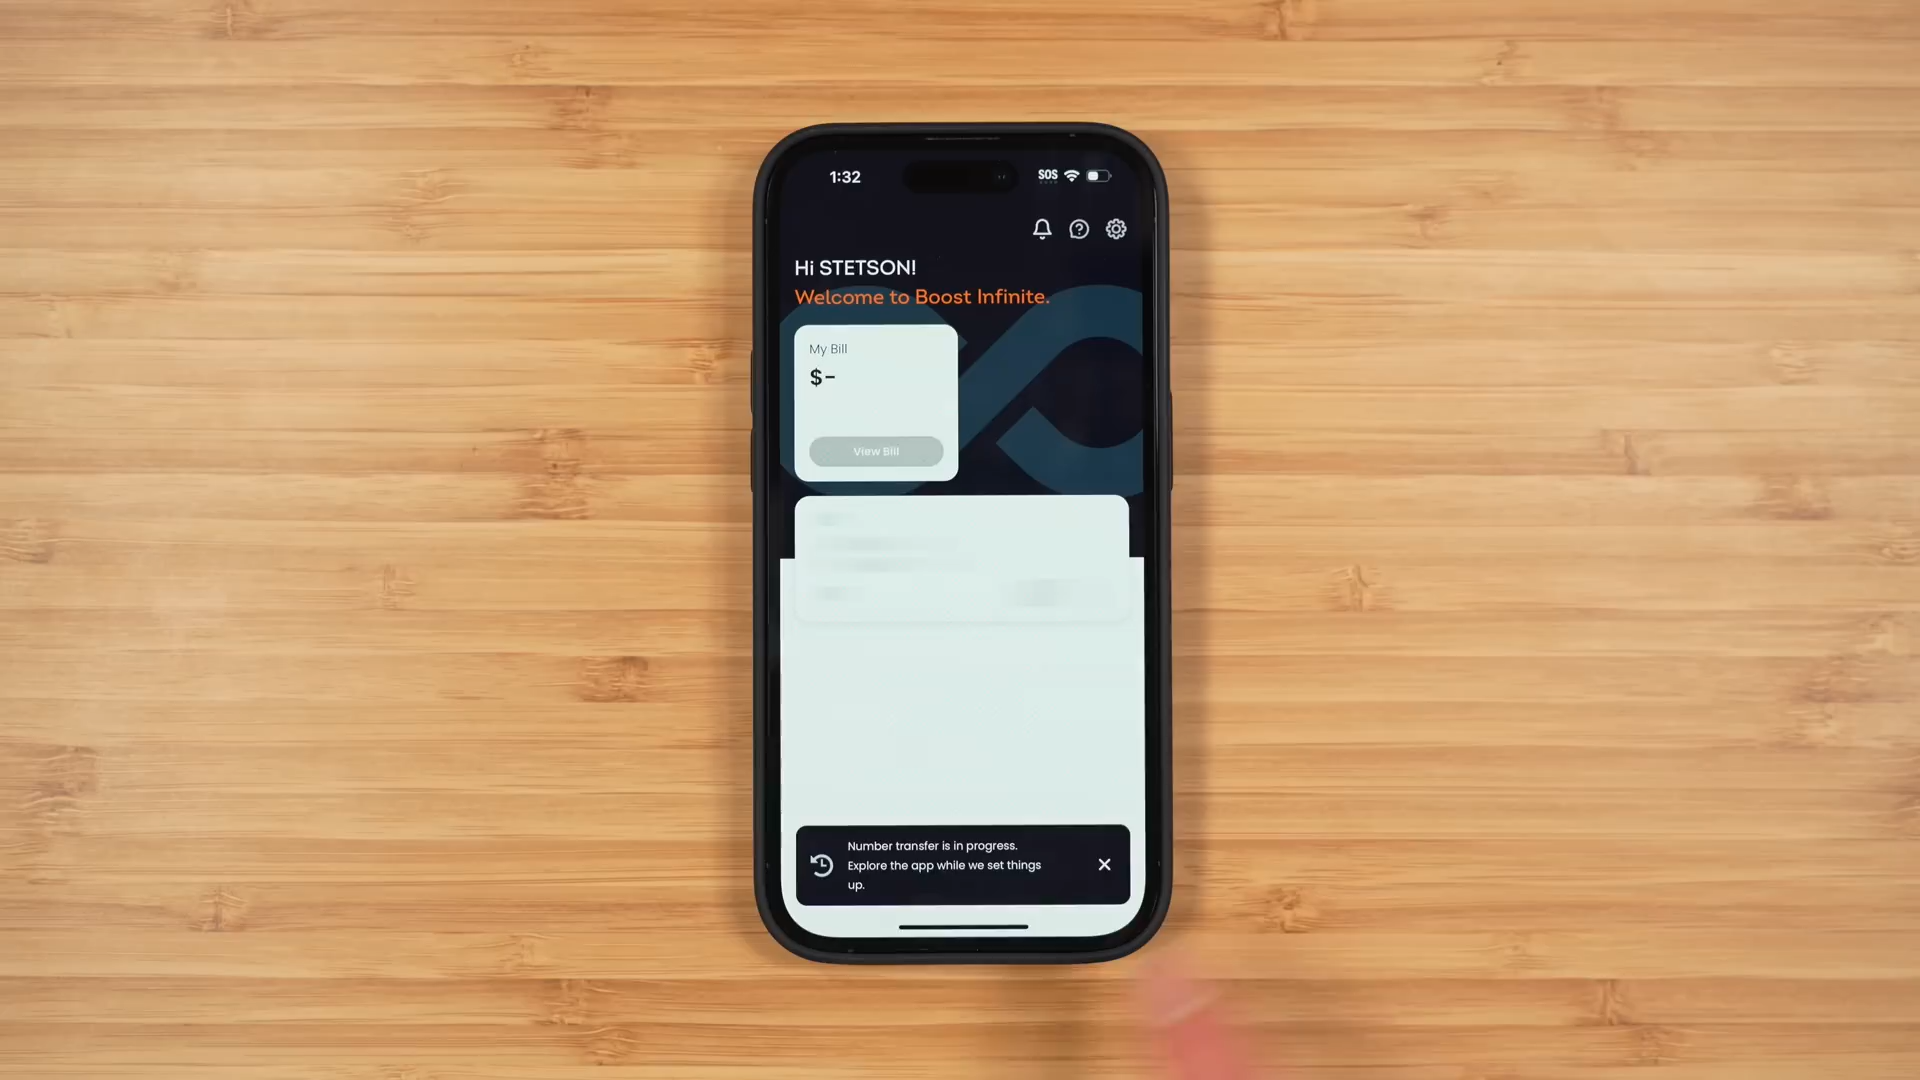 1:32
SOS
Hi STETSON!
Welcome to Boost Infinite.
My Bill
$-
View Bill
Number transfer is in progress.
Explore the app while we set things
up.